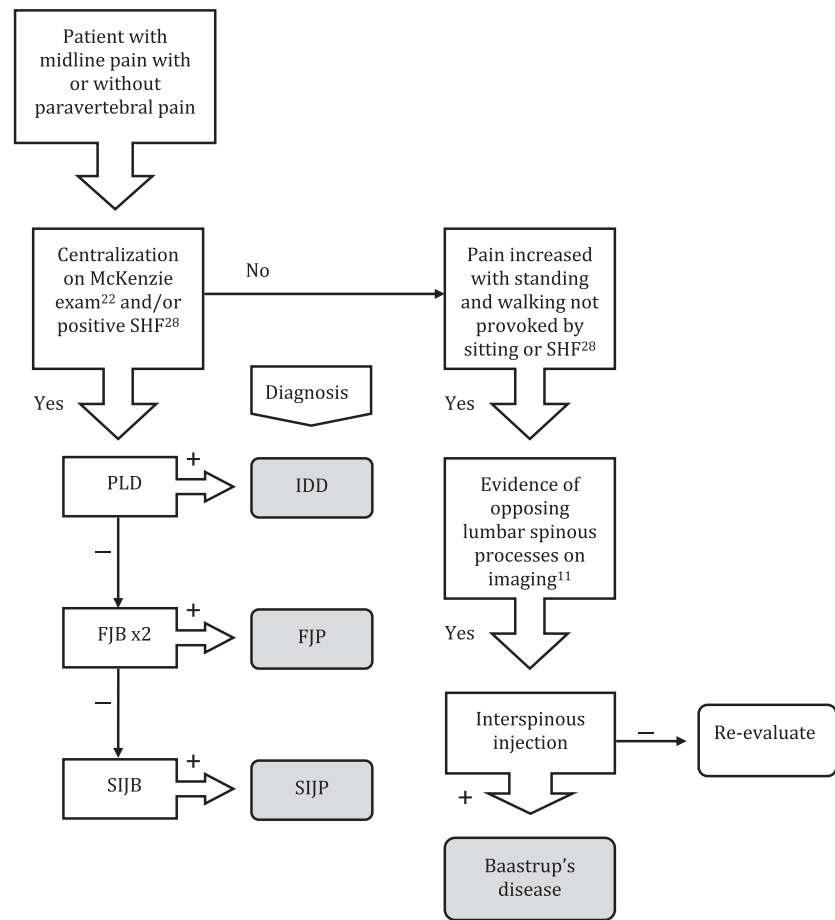 Patient with
midline pain with
or without
paravertebral pain
Centralization
on McKenzie
exam²² and/or
positive SHF²⁸
No
Pain increased
with standing
and walking not
provoked by
sitting or SHF²⁸
Yes
Diagnosis
Yes
PLD
+
IDD
Evidence of
opposing
lumbar spinous
processes on
imaging¹¹
–
FJB x2
+
FJP
Yes
–
Interspinous
injection
–
Re-evaluate
SIJB
+
SIJP
+
Baastrup's
disease